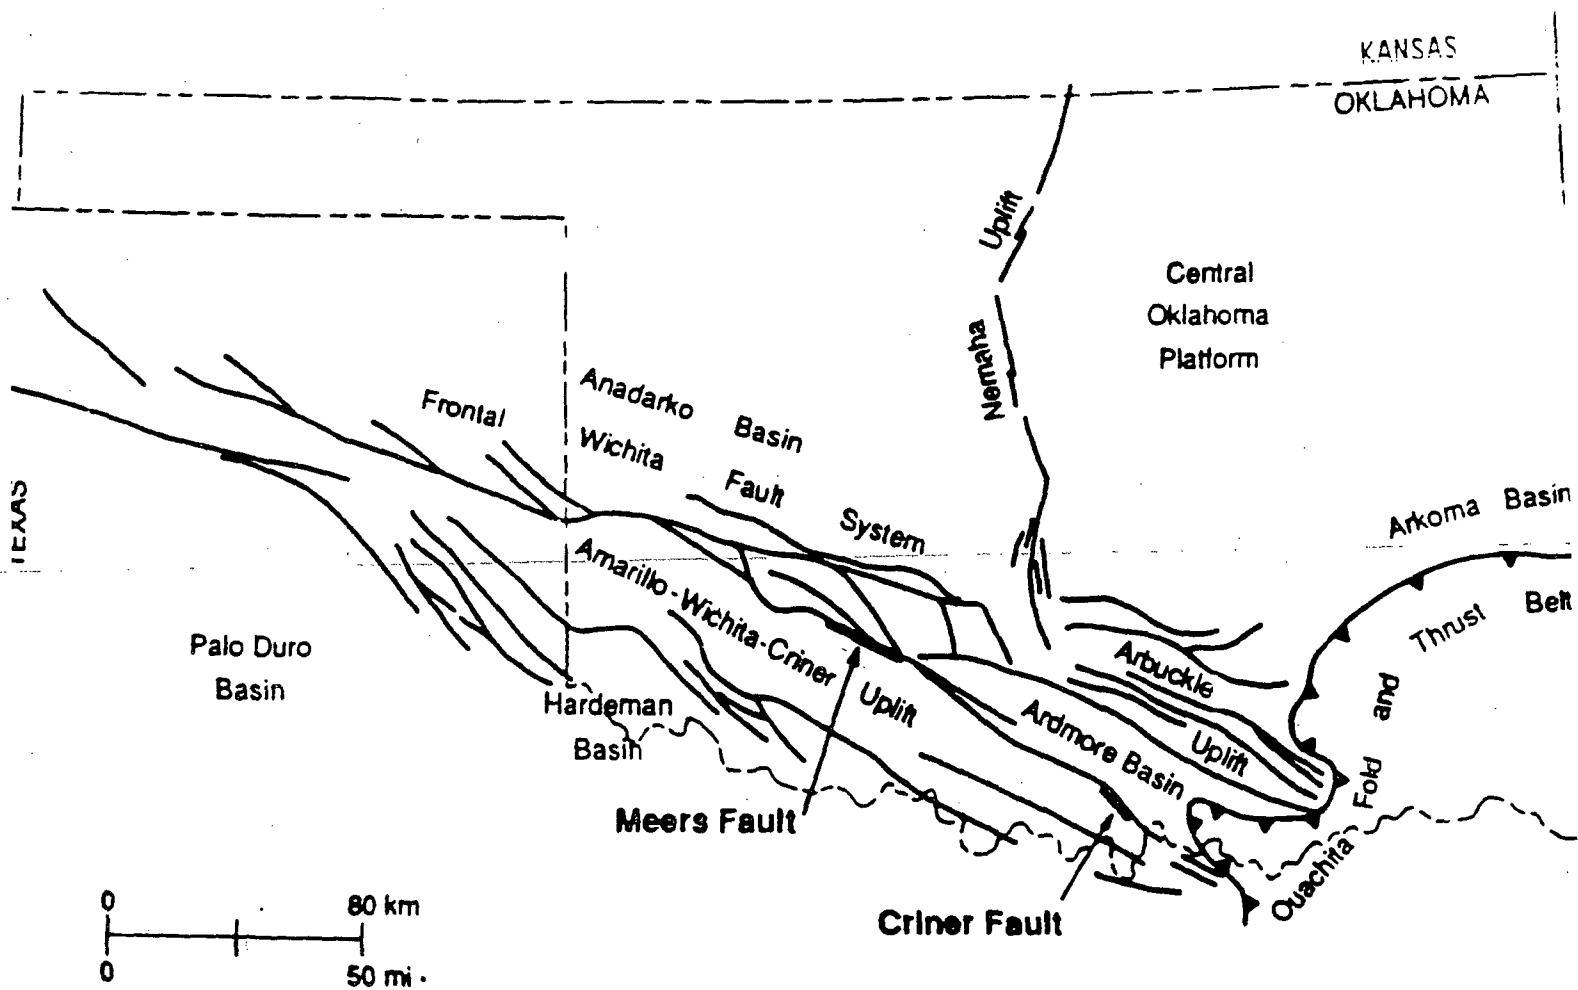 KANSAS
OKLAHOMA
Uplift
Nemaha
Central
Oklahoma
Platform
Anadarko Basin
Frontal Wichita Fault System
TEXAS
Arkoma Basin
Amarillo-Wichita-Criner Uplift
Palo Duro
Basin
Hardeman
Basin
Arbuckle
Uplift
Ardmore Basin
Ouachita Fold and Thrust Belt
Meers Fault
Criner Fault
0 80 km
0 50 mi.